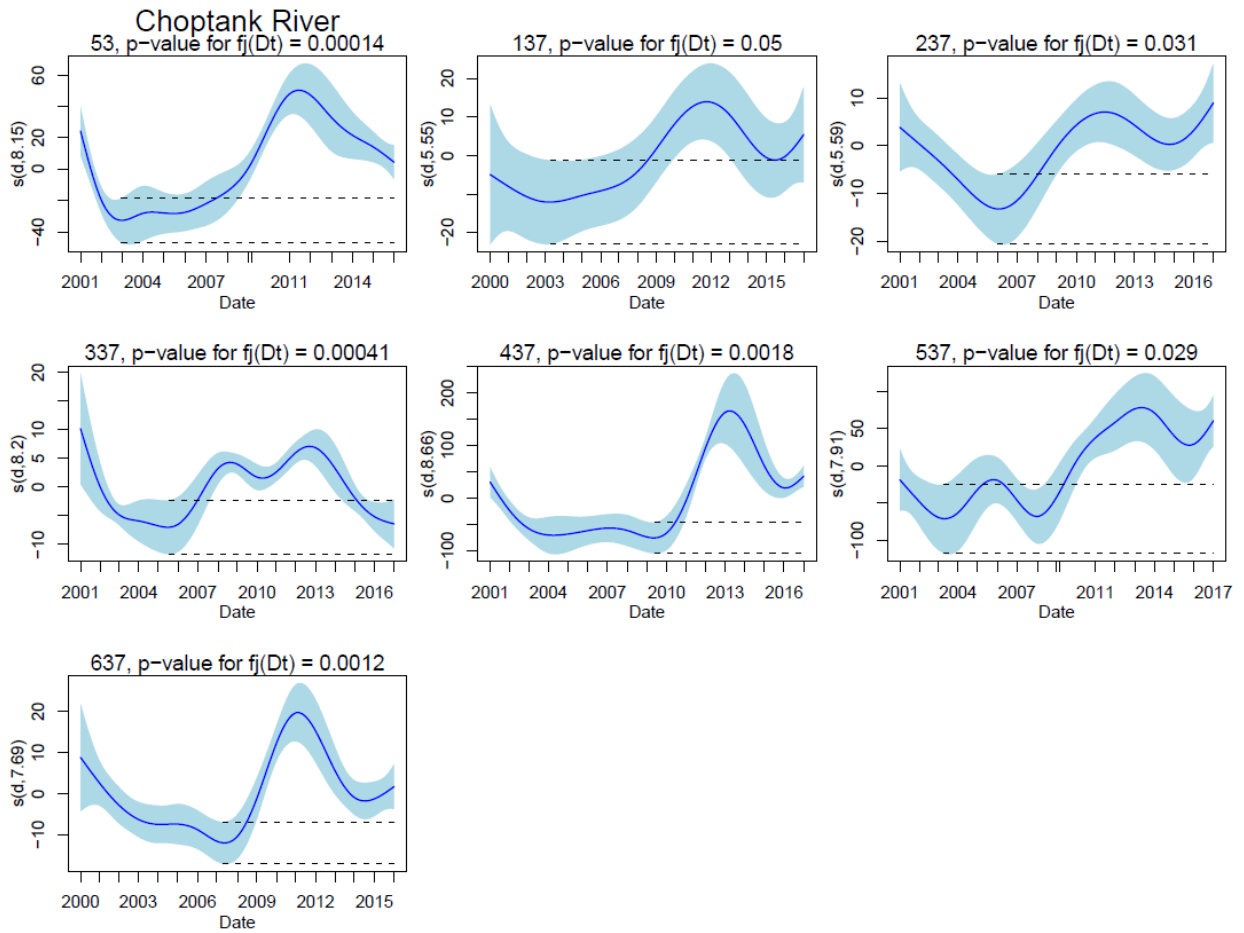 Choptank River
53, p−value for fj(Dt) = 0.00014
s(d,8.15)
60
20
0
−40
2001 2004 2007 2011 2014
Date
137, p−value for fj(Dt) = 0.05
s(d,5.55)
20
10
0
−20
2000 2003 2006 2009 2012 2015
Date
237, p−value for fj(Dt) = 0.031
s(d,5.59)
10
0
−10
−20
2001 2004 2007 2010 2013 2016
Date
337, p−value for fj(Dt) = 0.00041
s(d,8.2)
20
10
5
0
−10
2001 2004 2007 2010 2013 2016
Date
437, p−value for fj(Dt) = 0.0018
s(d,8.66)
200
100
0
−100
2001 2004 2007 2010 2013 2016
Date
537, p−value for fj(Dt) = 0.029
s(d,7.91)
50
0
−100
2001 2004 2007 2011 2014 2017
Date
637, p−value for fj(Dt) = 0.0012
s(d,7.69)
20
10
0
−10
2000 2003 2006 2009 2012 2015
Date